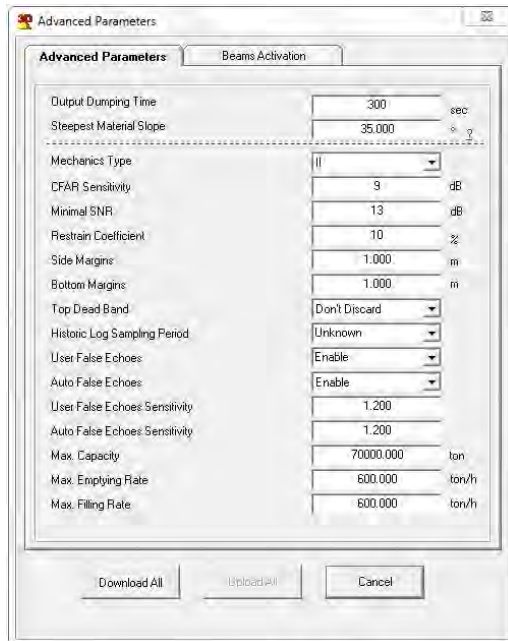 Advanced Parameters
Advanced Parameters Beams Activation
Output Dumping Time 300 sec
Steepest Material Slope 35.000 ° ?
Mechanics Type II
CFAR Sensitivity 9 dB
Minimal SNR 13 dB
Restrain Coefficient 10 %
Side Margins 1.000 m
Bottom Margins 1.000 m
Top Dead Band Don't Discard
Historic Log Sampling Period Unknown
User False Echoes Enable
Auto False Echoes Enable
User False Echoes Sensitivity 1.200
Auto False Echoes Sensitivity 1.200
Max. Capacity 70000.000 ton
Max. Emptying Rate 600.000 ton/h
Max. Filling Rate 600.000 ton/h
Download All Upload All Cancel